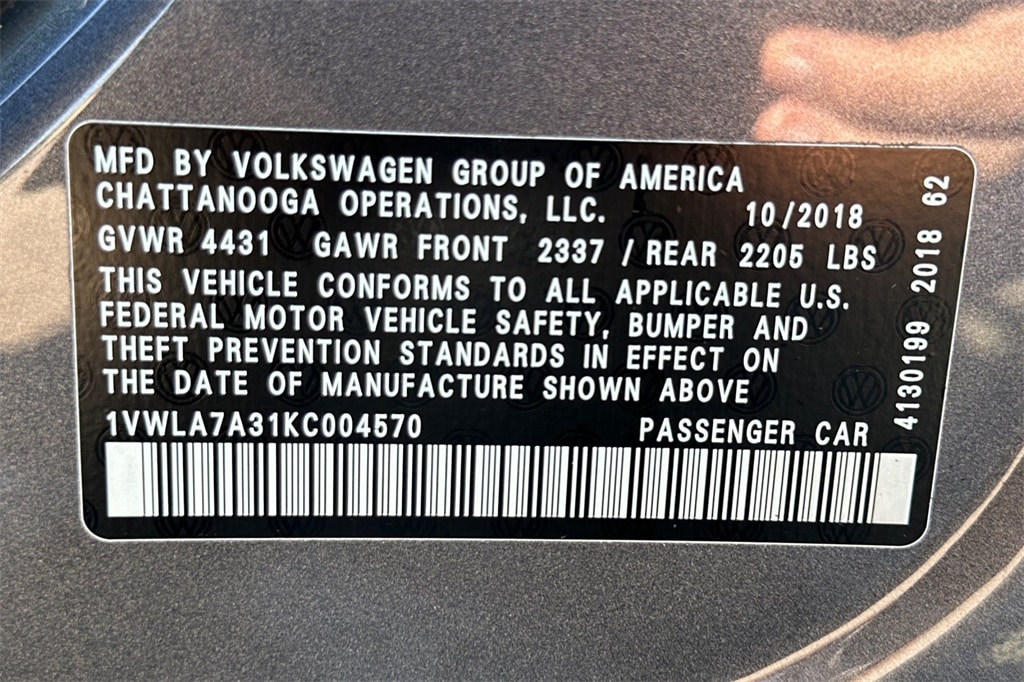 MFD BY VOLKSWAGEN GROUP OF AMERICA
CHATTANOOGA OPERATIONS, LLC. 10/2018
GVWR 4431 GAWR FRONT 2337 / REAR 2205 LBS
THIS VEHICLE CONFORMS TO ALL APPLICABLE U.S.
FEDERAL MOTOR VEHICLE SAFETY, BUMPER AND
THEFT PREVENTION STANDARDS IN EFFECT ON
THE DATE OF MANUFACTURE SHOWN ABOVE
1VWLA7A31KC004570 PASSENGER CAR
4130199 2018 62